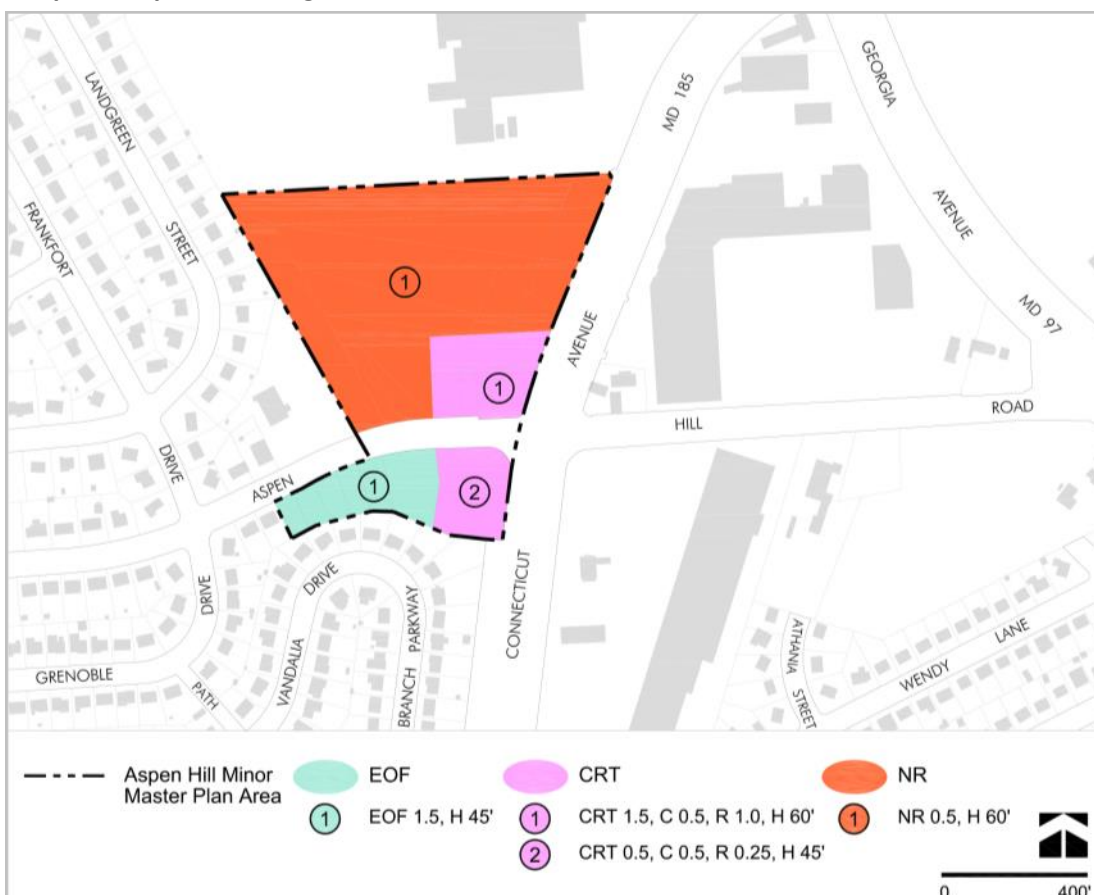 LANDGREEN
STREET
FRANKFORT
DRIVE
MD 185
GEORGIA
AVENUE
MD 97
AVENUE
1
1
HILL
ROAD
ASPEN
1
2
DRIVE
DRIVE
GRENOBLE
PATH
VANDALIA
BRANCH PARKWAY
CONNECTICUT
ATHANIA
STREET
WENDY LANE
Aspen Hill Minor
Master Plan Area
EOF
1 EOF 1.5, H 45'
CRT
1 CRT 1.5, C 0.5, R 1.0, H 60'
2 CRT 0.5, C 0.5, R 0.25, H 45'
NR
1 NR 0.5, H 60'
0 400'